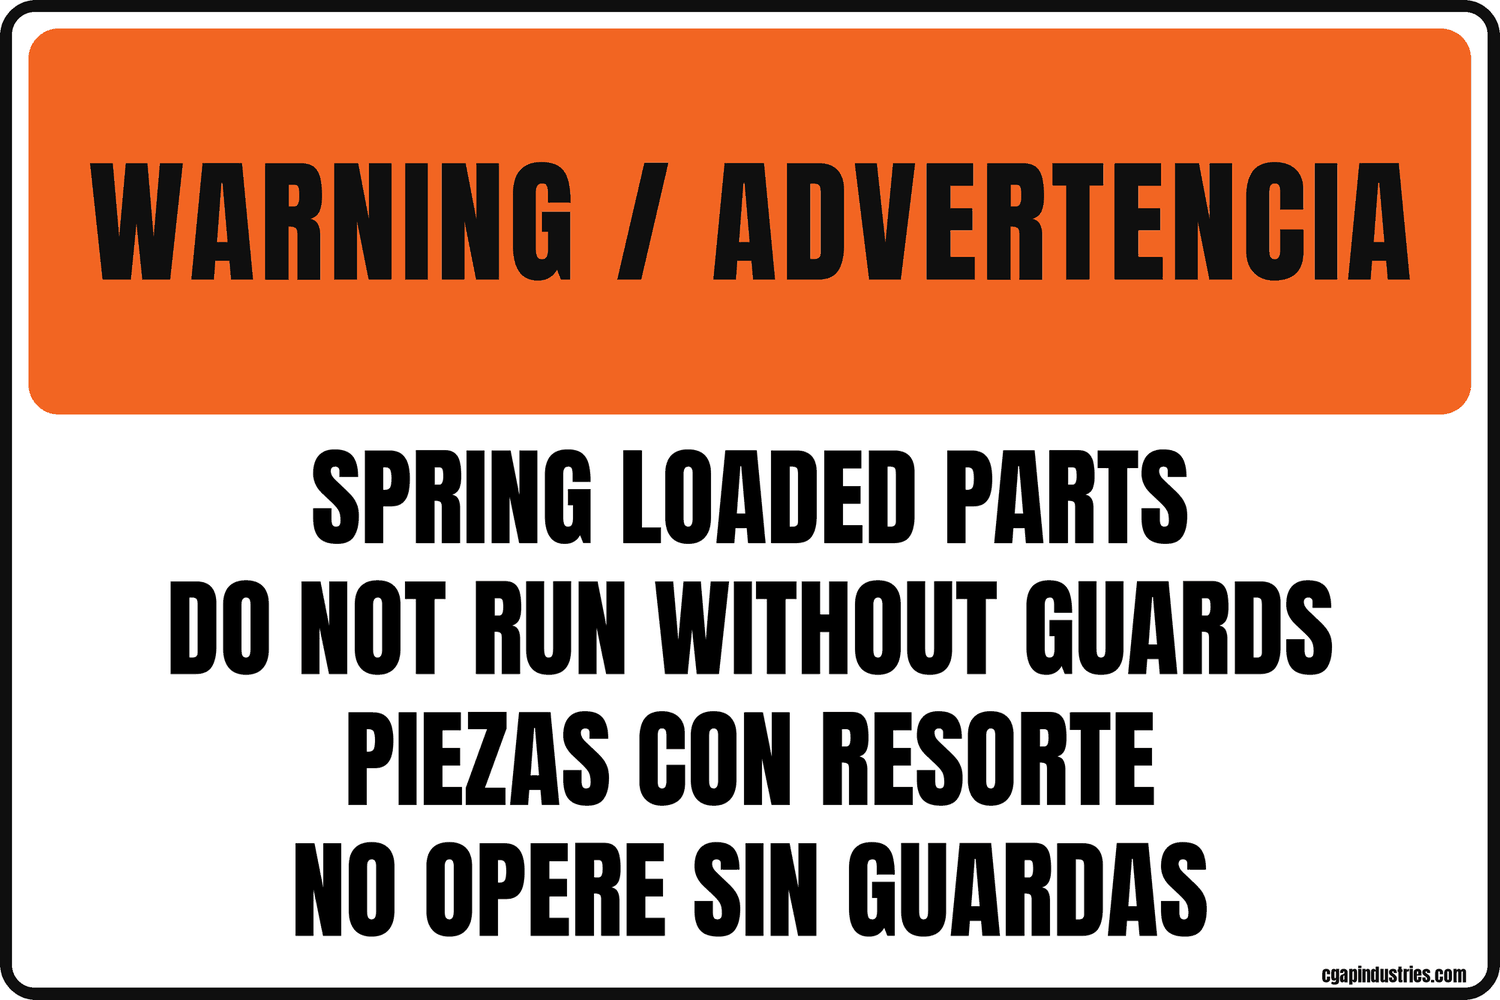 WARNING / ADVERTENCIA
SPRING LOADED PARTS
DO NOT RUN WITHOUT GUARDS
PIEZAS CON RESORTE
NO OPERE SIN GUARDAS
cgapindustries.com